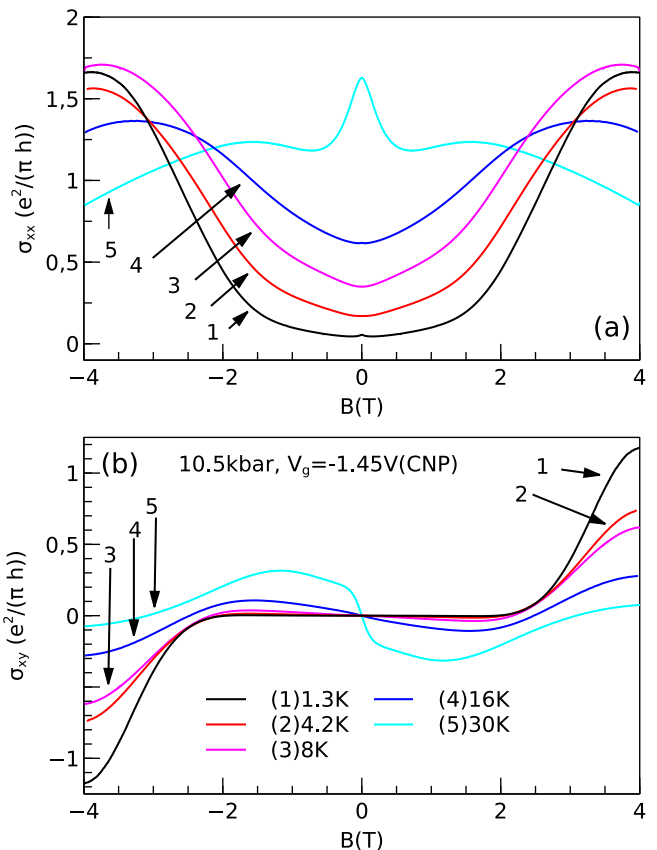 2
1.5
1
0.5
0
σxx (e²/(π h))
5
4
3
2
1
(a)
−4 −2 0 2 4
B(T)
(b) 10.5kbar, Vg=-1.45V(CNP)
1
0.5
0
−1
σxy (e²/(π h))
3
4
5
1
2
(1)1.3K (4)16K
(2)4.2K (5)30K
(3)8K
−4 −2 0 2 4
B(T)